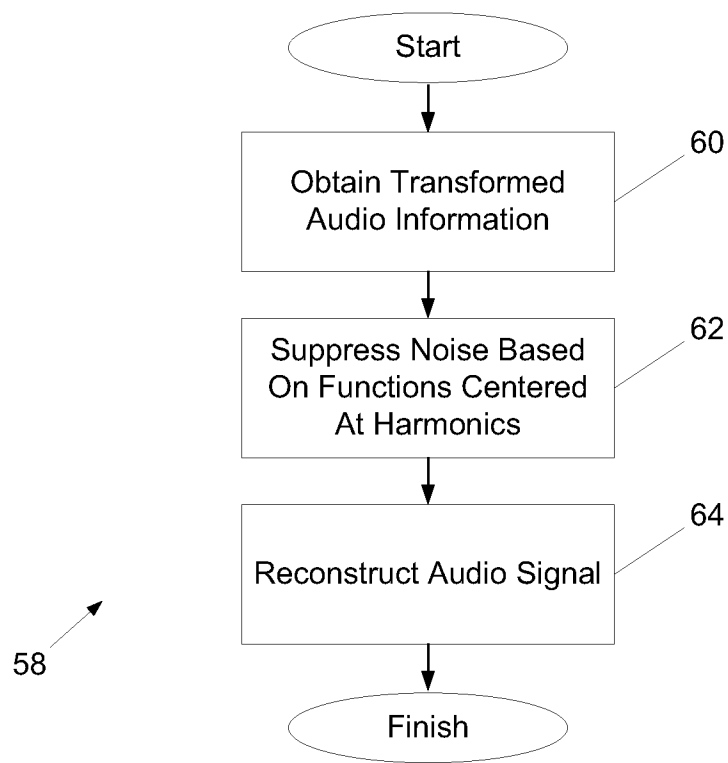 Start
60
Obtain Transformed
Audio Information
62
Suppress Noise Based
On Functions Centered
At Harmonics
64
Reconstruct Audio Signal
58
Finish